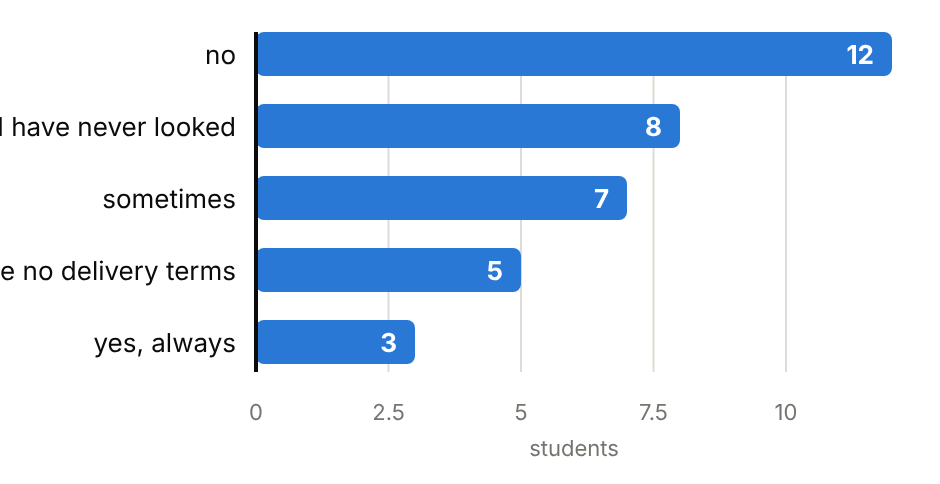 no
12
have never looked
8
sometimes
7
no delivery terms
5
yes, always
3
0 2.5 5 7.5 10
students